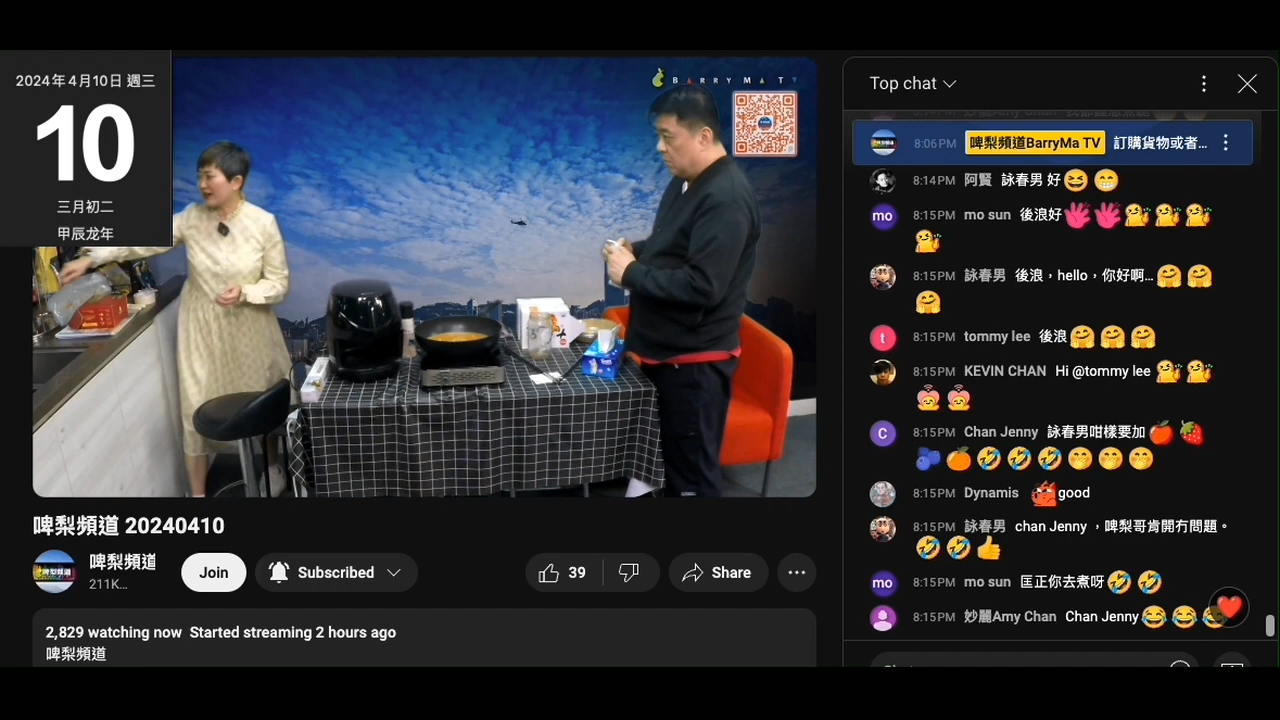 2024年4月10日 週三
10
三月初二
甲辰龙年
BARRYMATV
Top chat
8:06PM 啤梨頻道BarryMa TV 訂購貨物或者...
8:14PM 阿賢 詠春男 好😆 😁
8:15PM mo sun 後浪好
8:15PM 詠春男 後浪，hello，你好啊...🤗 🤗
🤗
8:15PM tommy lee 後浪🤗 🤗 🤗
8:15PM KEVIN CHAN Hi @tommy lee
8:15PM Chan Jenny 詠春男咁樣要加🍎 🍓
🫐 🍊 🤣 🤣 🤣 🤭 🤭 🤭
8:15PM Dynamis good
8:15PM 詠春男 chan Jenny ，啤梨哥肯開冇問題。
🤣 🤣 👍
8:15PM mo sun 匡正你去煮呀🤣 🤣
8:15PM 妙麗Amy Chan Chan Jenny😂 😂 😂
啤梨頻道 20240410
啤梨頻道
211K...
Join
Subscribed
39
Share
2,829 watching now Started streaming 2 hours ago
啤梨頻道